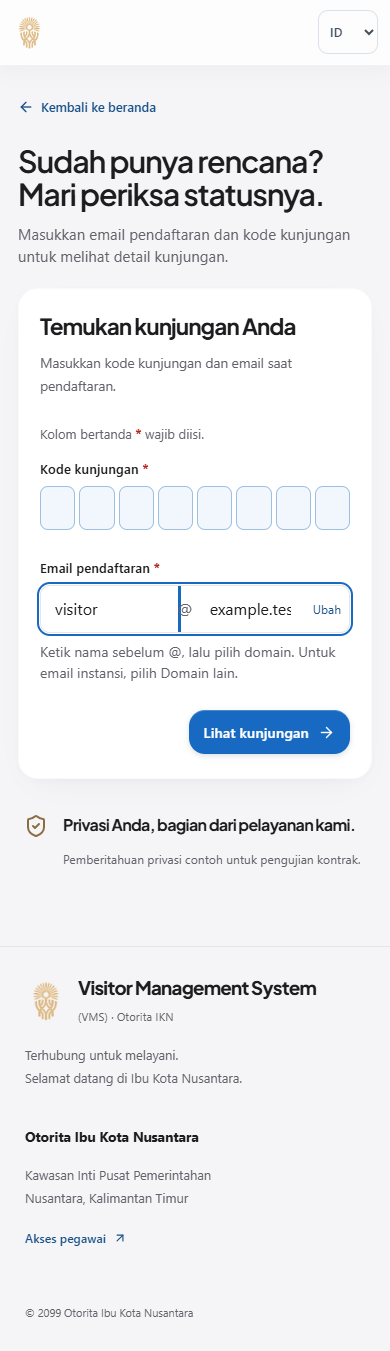 ID
Kembali ke beranda
Sudah punya rencana?
Mari periksa statusnya.
Masukkan email pendaftaran dan kode kunjungan
untuk melihat detail kunjungan.
Temukan kunjungan Anda
Masukkan kode kunjungan dan email saat
pendaftaran.
Kolom bertanda * wajib diisi.
Kode kunjungan *
Email pendaftaran *
visitor @ example.tes Ubah
Ketik nama sebelum @, lalu pilih domain. Untuk
email instansi, pilih Domain lain.
Lihat kunjungan
Privasi Anda, bagian dari pelayanan kami.
Pemberitahuan privasi contoh untuk pengujian kontrak.
Visitor Management System
(VMS) · Otorita IKN
Terhubung untuk melayani.
Selamat datang di Ibu Kota Nusantara.
Otorita Ibu Kota Nusantara
Kawasan Inti Pusat Pemerintahan
Nusantara, Kalimantan Timur
Akses pegawai
© 2099 Otorita Ibu Kota Nusantara